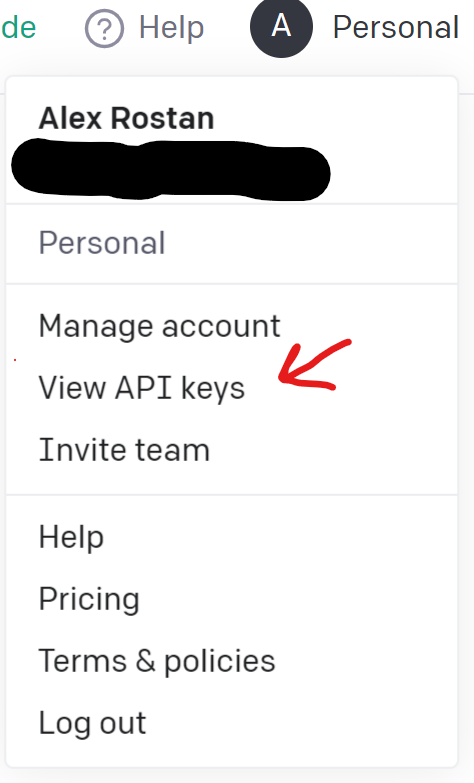 de Help A Personal
Alex Rostan
Personal
Manage account
View API keys
Invite team
Help
Pricing
Terms & policies
Log out